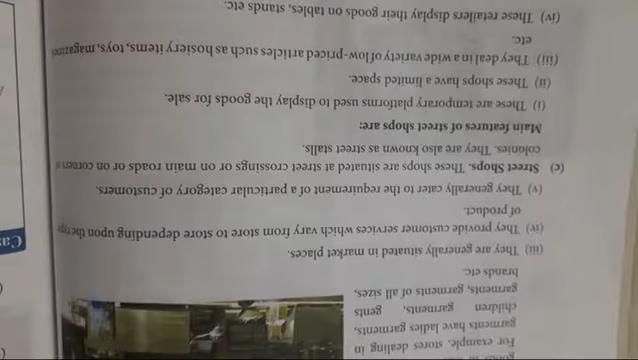 For example, stores dealing in
garments have ladies garments,
children garments, gents
garments, garments of all sizes,
brands etc.
(iii) They are generally situated in market places.
(iv) They provide customer services which vary from store to store depending upon the
of product.
(v) They generally cater to the requirement of a particular category of customers.
(c) Street Shops. These shops are situated at street crossings or on main roads or on corners
colonies. They are also known as street stalls.
Main features of street shops are:
(i) These are temporary platforms used to display the goods for sale.
(ii) These shops have a limited space.
(iii) They deal in a wide variety of low-priced articles such as hosiery items, toys, magazines
etc.
(iv) These retailers display their goods on tables, stands etc.